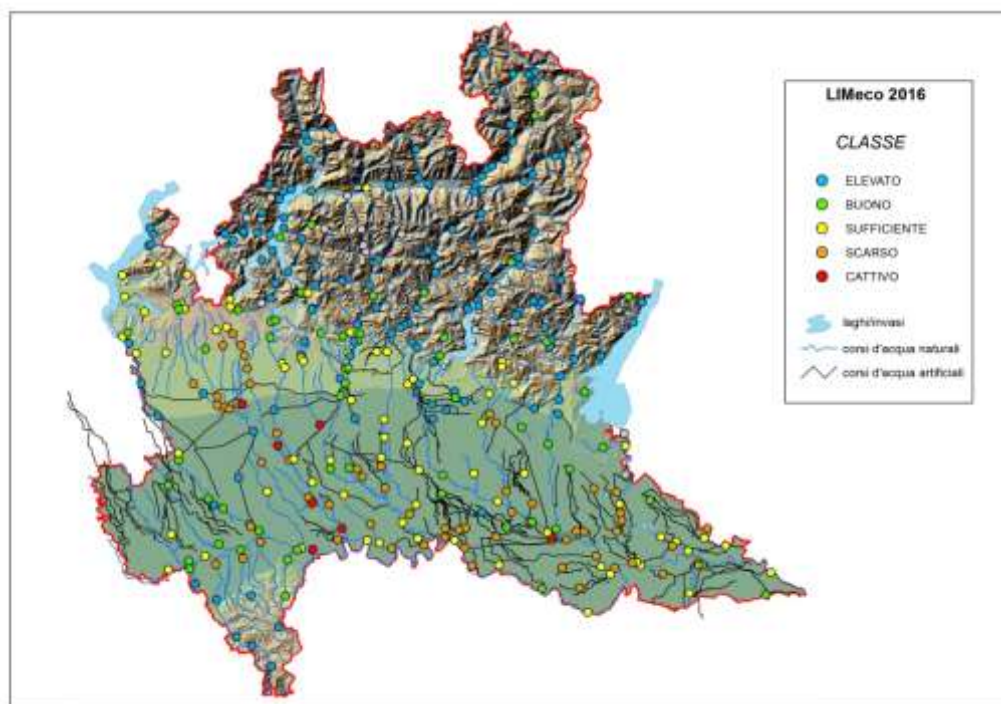 LIMeco 2016
CLASSE
ELEVATO
BUONO
SUFFICIENTE
SCARSO
CATTIVO
laghi/invasi
corsi d'acqua naturali
corsi d'acqua artificiali